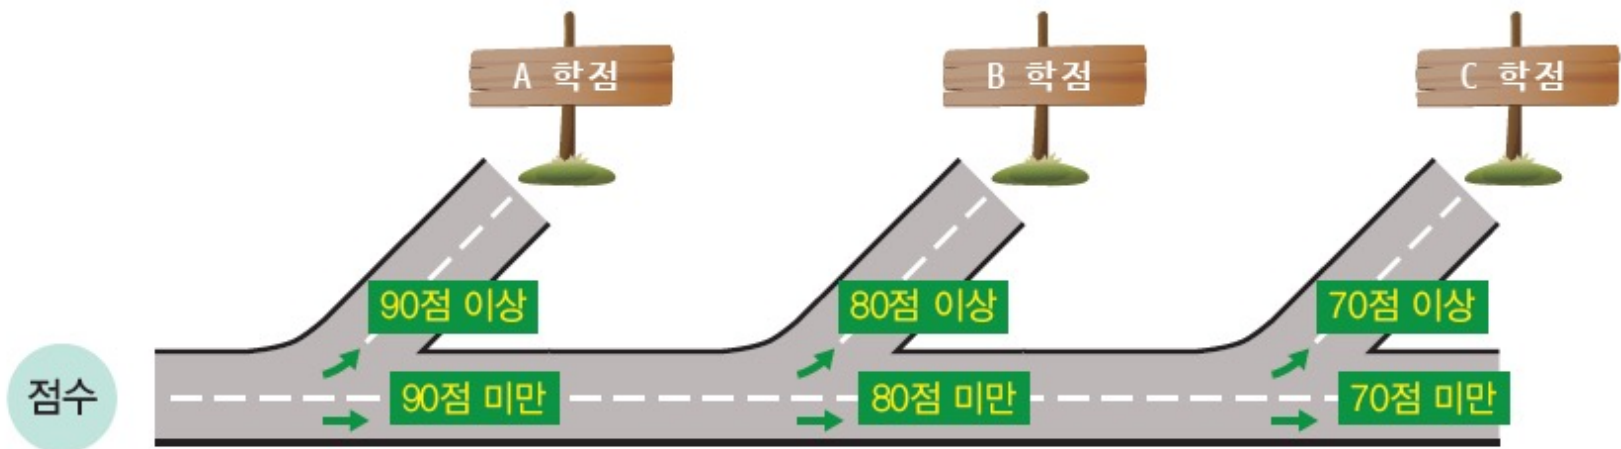 A 학점
B 학점
C 학점
90점 이상
80점 이상
70점 이상
점수
90점 미만
80점 미만
70점 미만